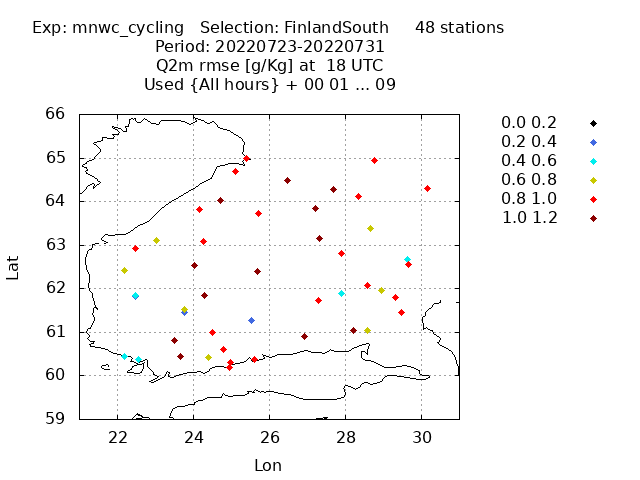 Exp: mnwc_cycling   Selection: FinlandSouth     48 stations
Period: 20220723-20220731
Q2m rmse [g/Kg] at  18 UTC
Used {All hours} + 00 01 ... 09
66
65
64
63
62
61
60
59
Lat
22 24 26 28 30
Lon
0.0 0.2
0.2 0.4
0.4 0.6
0.6 0.8
0.8 1.0
1.0 1.2